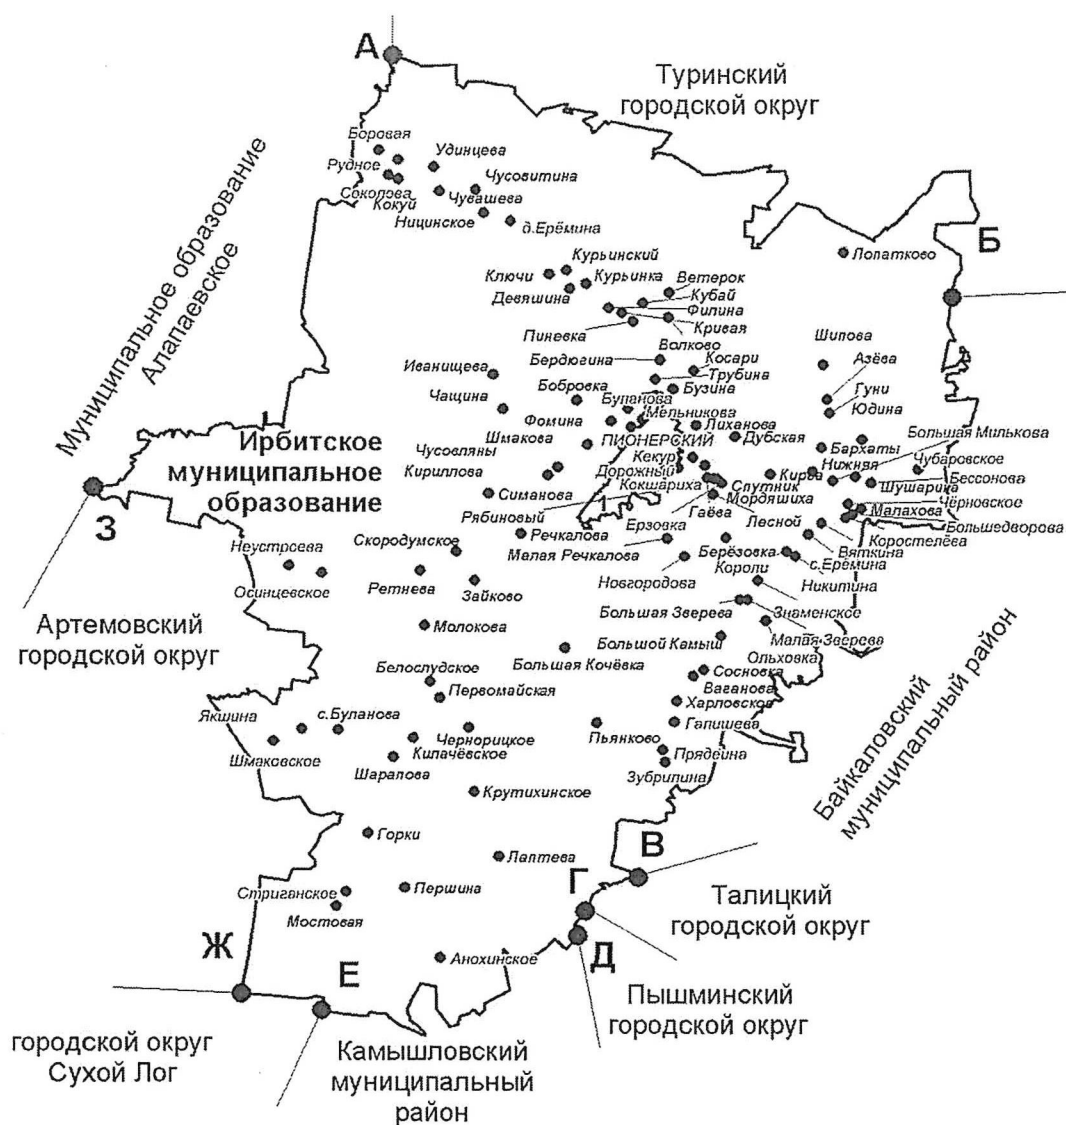 А
Туринский
городской округ
Муниципальное образование
Алапаевское
Боровая
Удинцева
Рудное
Чусовитина
Соколова
Чувашева
Кокуй
Ницинское
д.Ерёмина
Б
Лопатково
Курьинский
Ключи
Курьинка
Ветерок
Девяшина
Кубай
Филина
Кривая
Пиневка
Шипова
Волково
Косари
Азёва
Бердюгина
Трубина
Иванищева
Гуни
Бобровка
Бузина
Чащина
Буланова
Юдина
Мельникова
Фомина
Лиханова
Большая Милькова
Ирбитское
муниципальное
образование
Шмакова
ПИОНЕРСКИЙ
Дубская
Чусовляны
Бархаты
Кекур
Нижняя
Чубаровское
Кириллова
Дорожный
Кирга
Бессонова
Кокшариха
Спутник
Шушарина
Симанова
Мордяшиха
Чёрновское
Рябиновый
Гаёва
Малахова
З
Ерзовка
Лесной
Большедворова
Речкалова
Коростелёва
Неустроева
Скородумское
Малая Речкалова
Берёзовка
Вяткина
с.Ерёмина
Осинцевское
Ретнева
Зайково
Новгородова
Короли
Никитина
Большая Зверева
Знаменское
Артемовский
городской округ
Молокова
Большой Камыш
Малая Зверева
Ольховка
Белослудское
Большая Кочёвка
Сосновка
Первомайская
Ваганова
Харловское
Якшина
с.Буланова
Чернорицкое
Пьянково
Гаишева
Шмаковское
Килачёвское
Прядеина
Шарапова
Зубрилина
Байкаловский
муниципальный район
Крутихинское
Горки
Лаптева
В
Стриганское
Першина
Г
Талицкий
городской округ
Мостовая
Ж
Е
Анохинское
Д
Пышминский
городской округ
городской округ
Сухой Лог
Камышловский
муниципальный
район